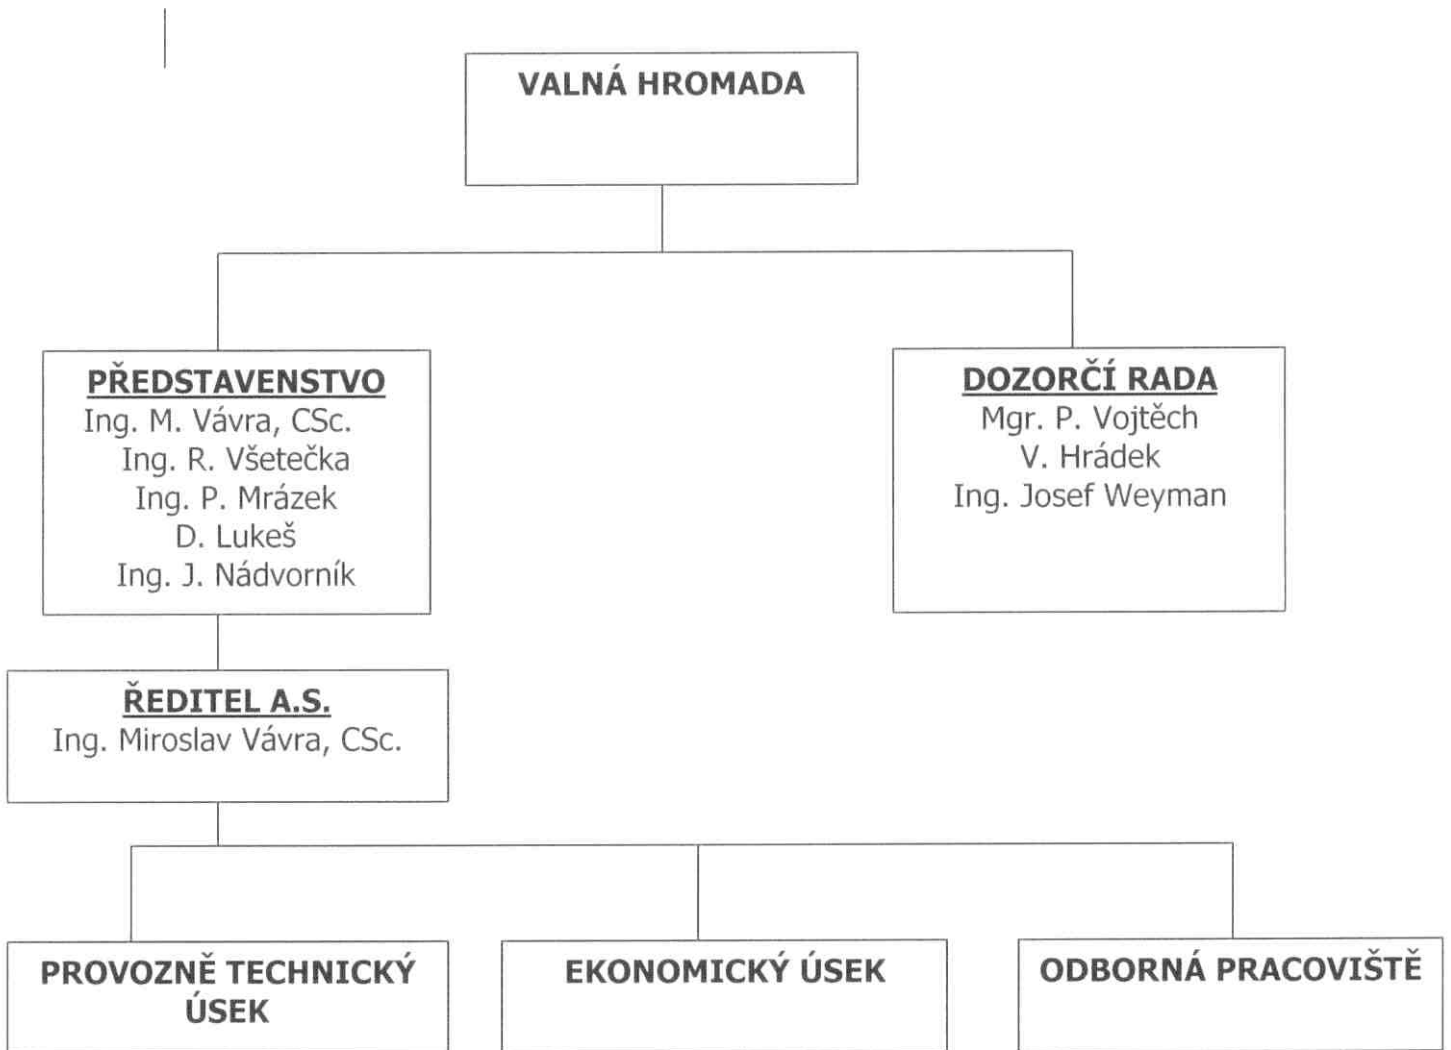 VALNÁ HROMADA
PŘEDSTAVENSTVO
Ing. M. Vávra, CSc.
Ing. R. Všetečka
Ing. P. Mrázek
D. Lukeš
Ing. J. Nádvorník
DOZORČÍ RADA
Mgr. P. Vojtěch
V. Hrádek
Ing. Josef Weyman
ŘEDITEL A.S.
Ing. Miroslav Vávra, CSc.
PROVOZNĚ TECHNICKÝ
ÚSEK
EKONOMICKÝ ÚSEK
ODBORNÁ PRACOVIŠTĚ